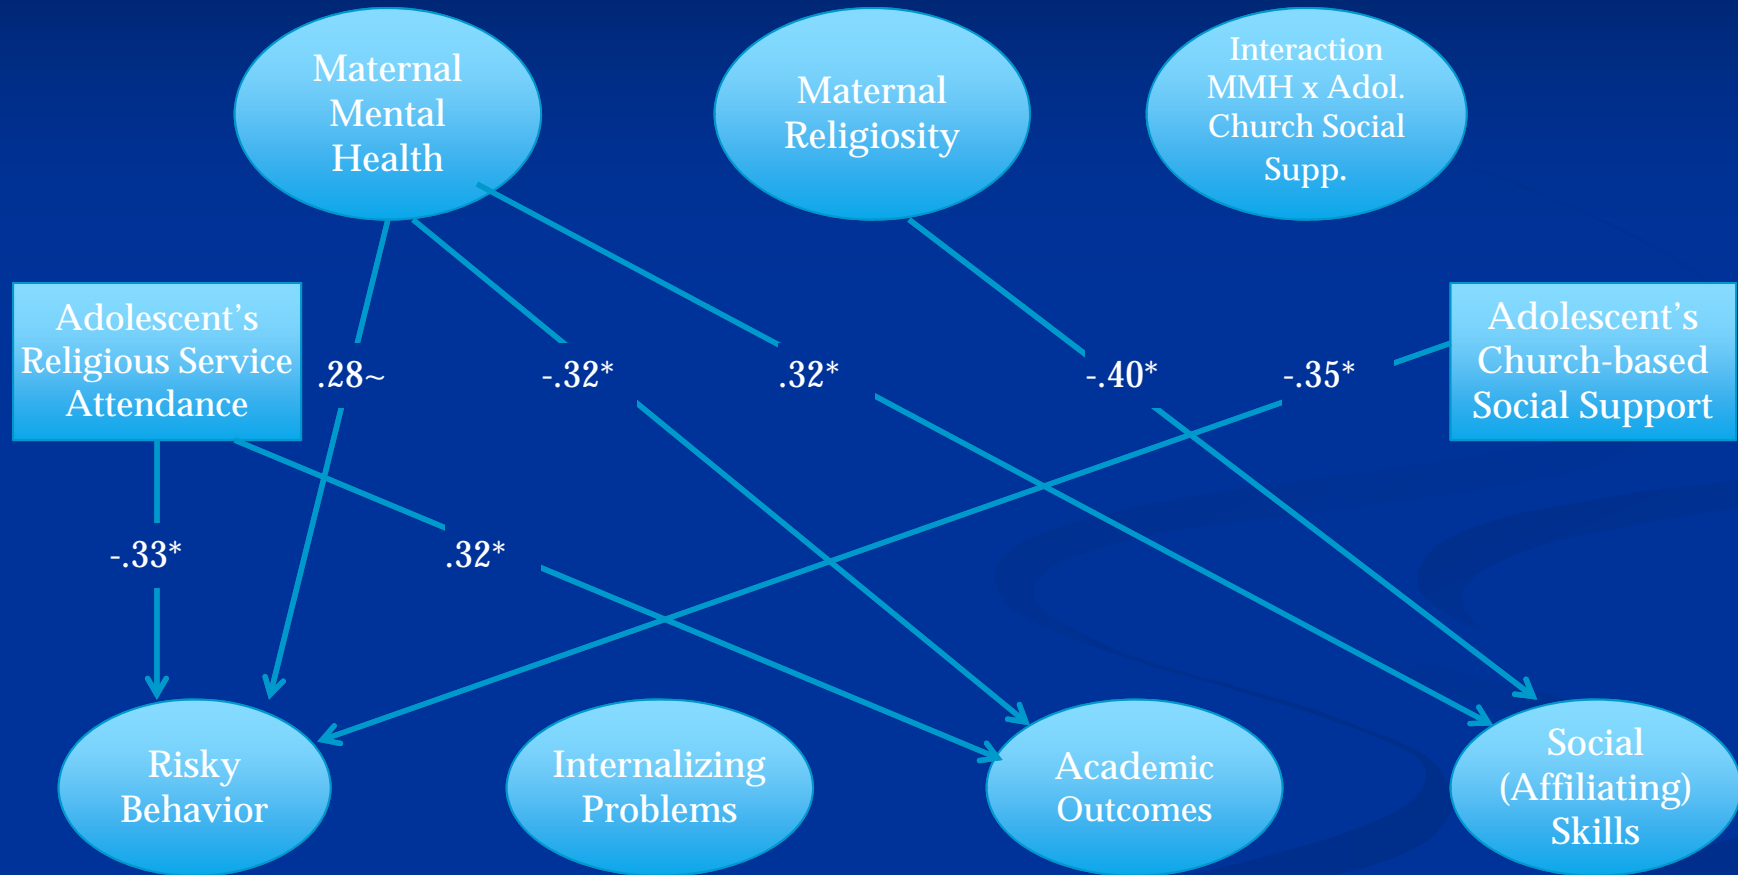 Maternal
Mental
Health
Maternal
Religiosity
Interaction
MMH x Adol.
Church Social
Supp.
Adolescent’s
Religious Service
Attendance
.28~
-.32*
.32*
-.40*
-.35*
Adolescent’s
Church-based
Social Support
-.33*
.32*
Risky
Behavior
Internalizing
Problems
Academic
Outcomes
Social
(Affiliating)
Skills